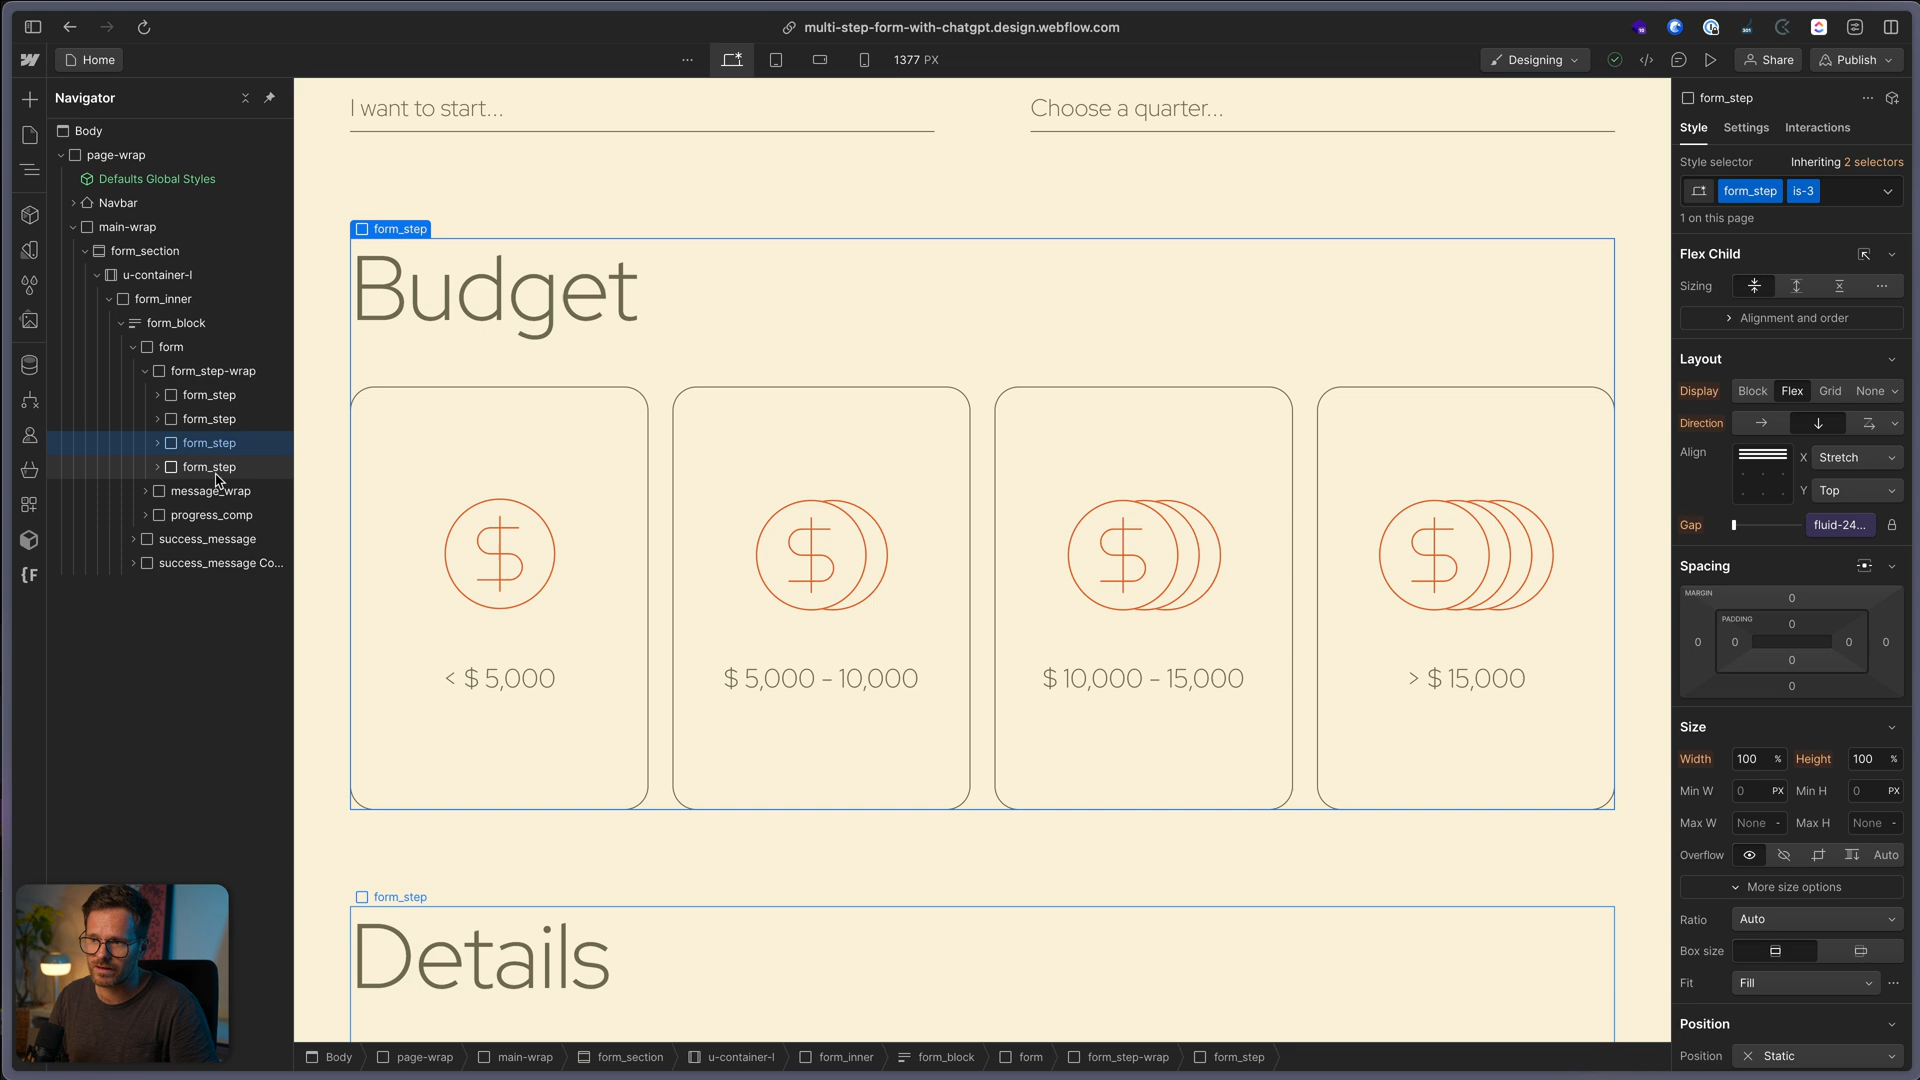 multi-step-form-with-chatgpt.design.webflow.com
Home
1377 PX
Designing
Share
Publish
Navigator
Body
page-wrap
Defaults Global Styles
Navbar
main-wrap
form_section
u-container-l
form_inner
form_block
form
form_step-wrap
form_step
form_step
form_step
form_step
message_wrap
progress_comp
success_message
success_message Co...
I want to start...
Choose a quarter...
form_step
Budget
< $ 5,000
$ 5,000 - 10,000
$ 10,000 - 15,000
> $ 15,000
form_step
Details
Body
page-wrap
main-wrap
form_section
u-container-l
form_inner
form_block
form
form_step-wrap
form_step
form_step
Style Settings Interactions
Style selector Inheriting 2 selectors
form_step is-3
1 on this page
Flex Child
Sizing
Alignment and order
Layout
Display Block Flex Grid None
Direction
Align X Stretch
Y Top
Gap fluid-24...
Spacing
MARGIN
0
PADDING
0
0 0 0 0
0
0
Size
Width 100 % Height 100 %
Min W 0 PX Min H 0 PX
Max W None - Max H None -
Overflow Auto
More size options
Ratio Auto
Box size
Fit Fill
Position
Position Static